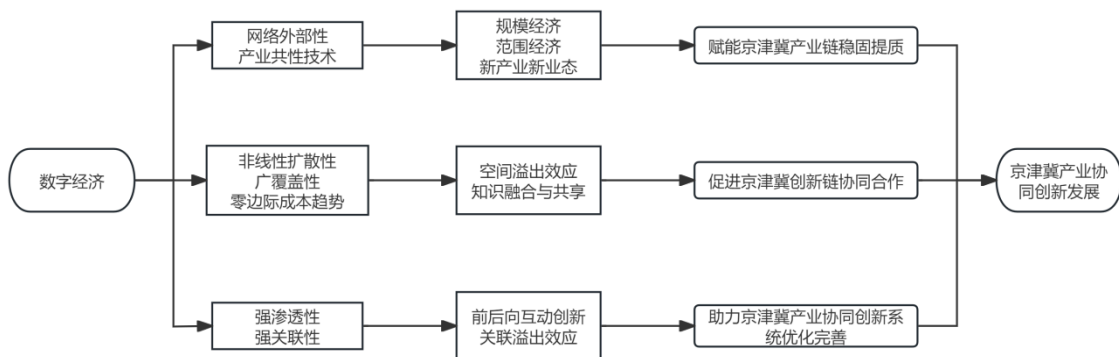 数字经济
网络外部性
产业共性技术
规模经济
范围经济
新产业新业态
赋能京津冀产业链稳固提质
非线性扩散性
广覆盖性
零边际成本趋势
空间溢出效应
知识融合与共享
促进京津冀创新链协同合作
强渗透性
强关联性
前后向互动创新
关联溢出效应
助力京津冀产业协同创新系
统优化完善
京津冀产业协
同创新发展